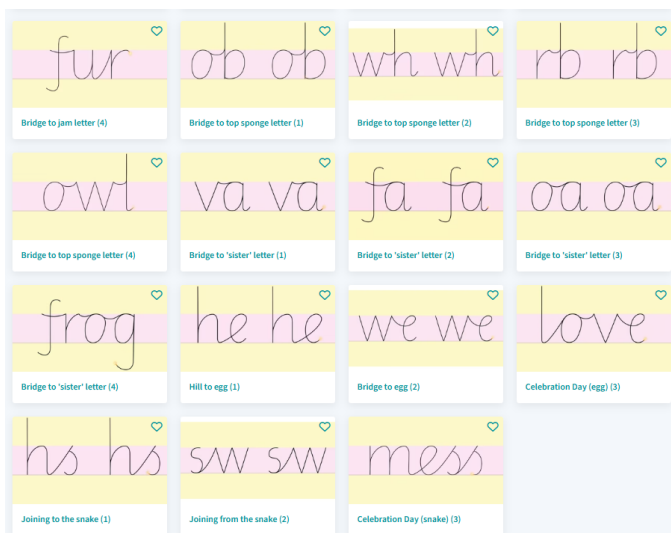 fur
Bridge to jam letter (4)
ob ob
Bridge to top sponge letter (1)
wh wh
Bridge to top sponge letter (2)
rb rb
Bridge to top sponge letter (3)
owl
Bridge to top sponge letter (4)
va va
Bridge to 'sister' letter (1)
fa fa
Bridge to 'sister' letter (2)
oa oa
Bridge to 'sister' letter (3)
frog
Bridge to 'sister' letter (4)
he he
Hill to egg (1)
we we
Bridge to egg (2)
love
Celebration Day (egg) (3)
hs hs
Joining to the snake (1)
sw sw
Joining from the snake (2)
mess
Celebration Day (snake) (3)